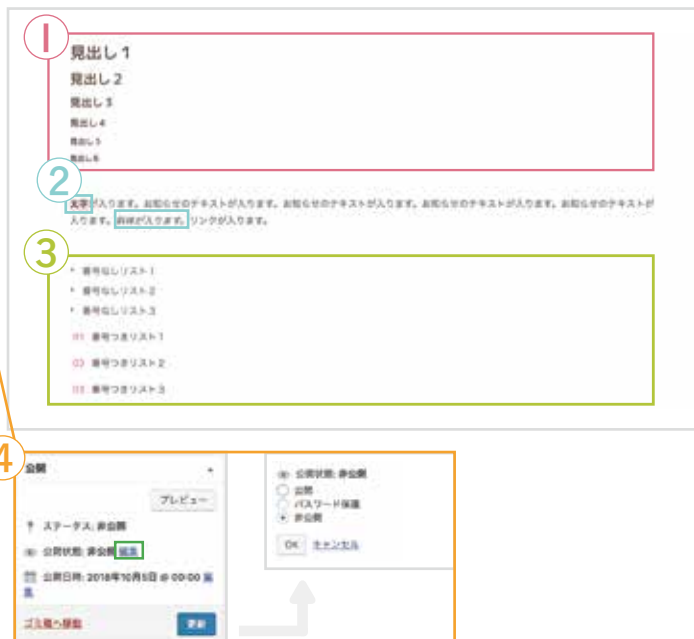 1
見出し 1
見出し 2
見出し 3
見出し 4
見出し 5
見出し 6
2
文字が入ります。お知らせのテキストが入ります。お知らせのテキストが入ります。お知らせのテキストが入ります。お知らせのテキストが
入ります。斜体が入ります。リンクが入ります。
3
番号なしリスト 1
番号なしリスト 2
番号なしリスト 3
01 番号つきリスト 1
02 番号つきリスト 2
03 番号つきリスト 3
4
公開
プレビュー
ステータス: 非公開
公開状態: 非公開 編集
公開日時: 2018年10月5日 @ 00:00 編
集
ゴミ箱へ移動
更新
公開状態: 非公開
公開
パスワード保護
非公開
OK キャンセル